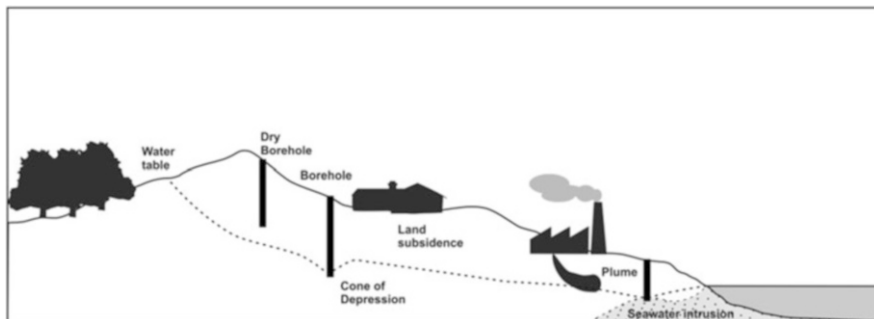 Water
table
Dry
Borehole
Borehole
Land
subsidence
Cone of
Depression
Plume
Seawater intrusion